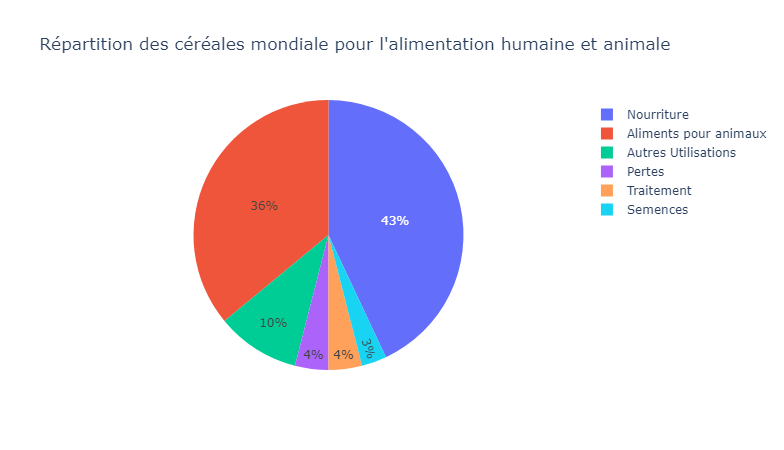 Répartition des céréales mondiale pour l'alimentation humaine et animale
Nourriture
Aliments pour animaux
Autres Utilisations
Pertes
Traitement
Semences
36%
43%
10%
4%
4%
3%